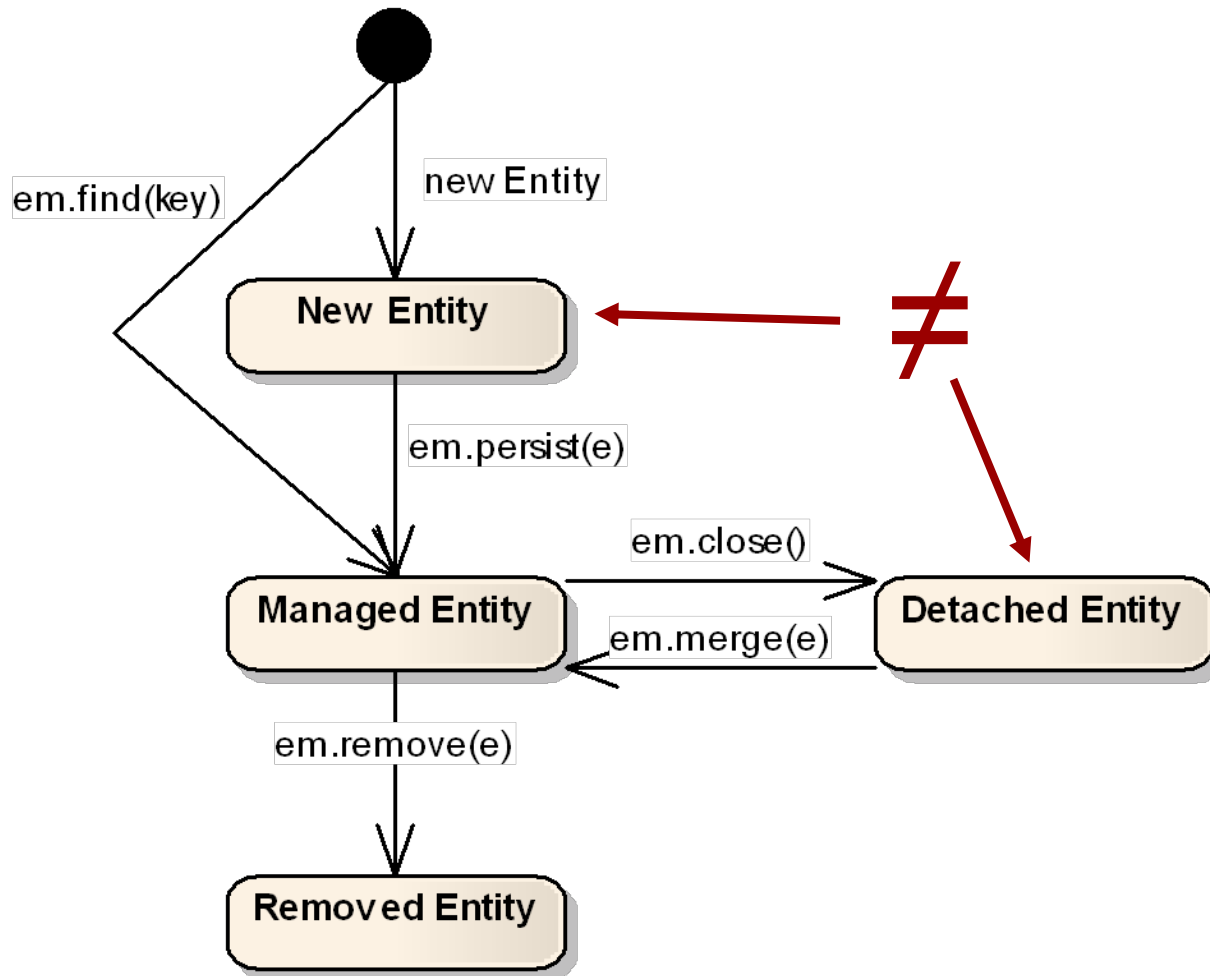 em.find(key)
new Entity
New Entity
≠
em.persist(e)
em.close()
Managed Entity
Detached Entity
em.merge(e)
em.remove(e)
Removed Entity